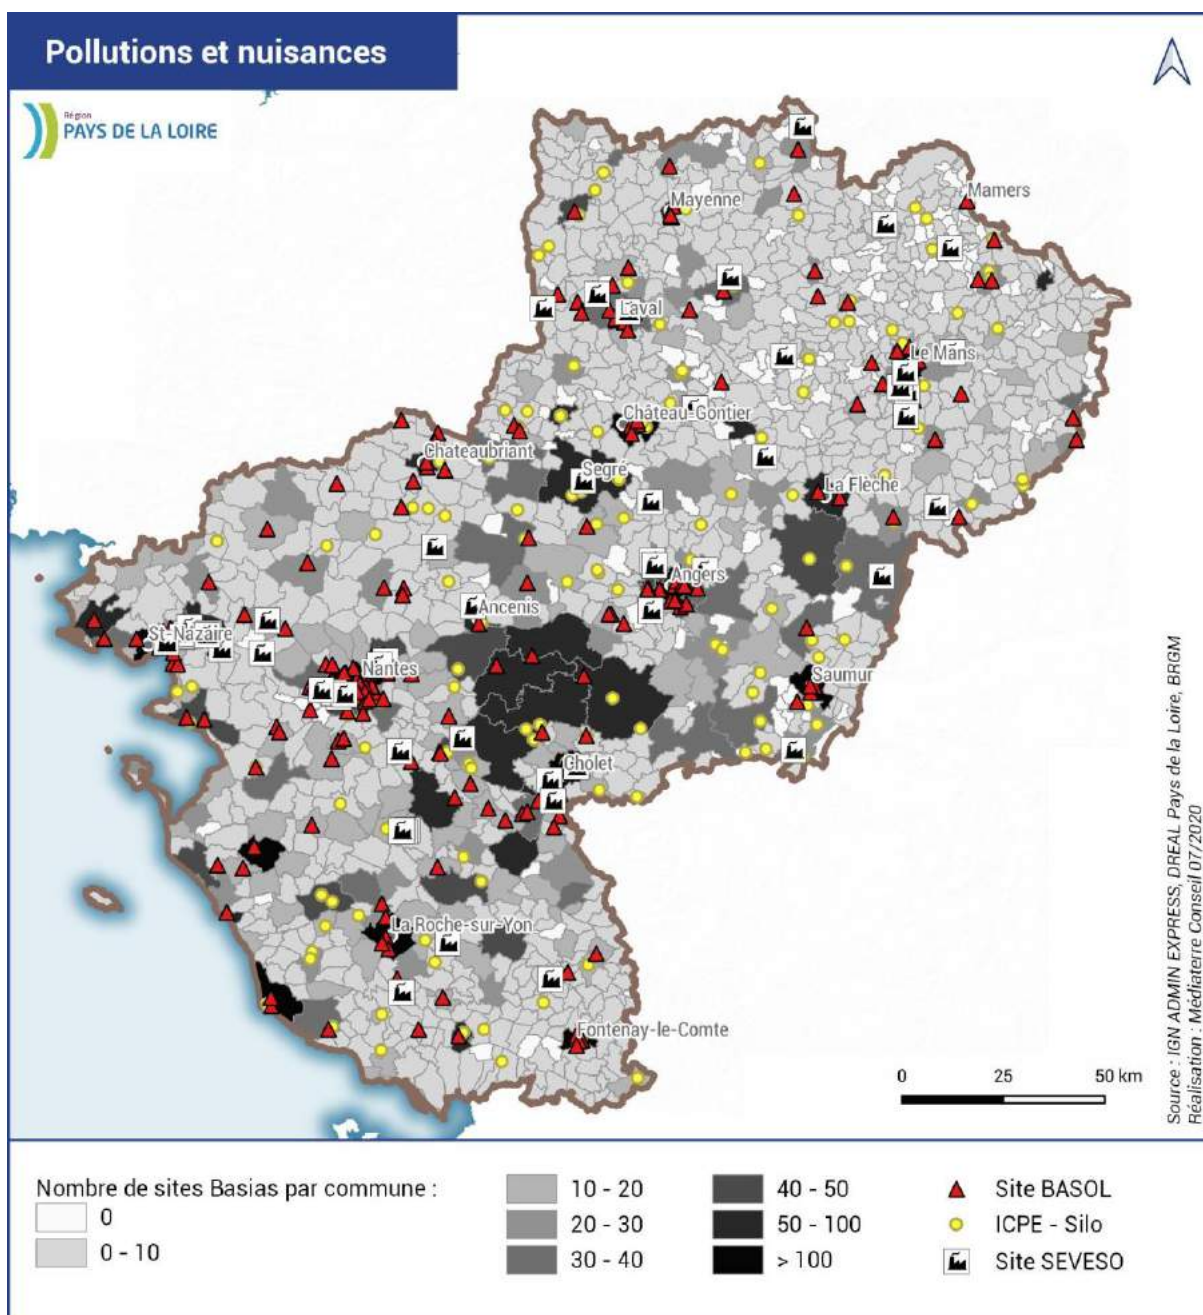 Pollutions et nuisances
Région
PAYS DE LA LOIRE
Mamers
Mayenne
Laval
Le Mans
Château-Gontier
Chateaubriant
Segré
La Flèche
Angers
Ancenis
St-Nazaire
Nantes
Saumur
Cholet
La Roche-sur-Yon
Fontenay-le-Comte
0 25 50 km
Source : IGN ADMIN EXPRESS, DREAL Pays de la Loire, BRGM
Réalisation : Médiaterre Conseil 07/2020
Nombre de sites Basias par commune :
0
0 - 10
10 - 20
20 - 30
30 - 40
40 - 50
50 - 100
> 100
Site BASOL
ICPE - Silo
Site SEVESO